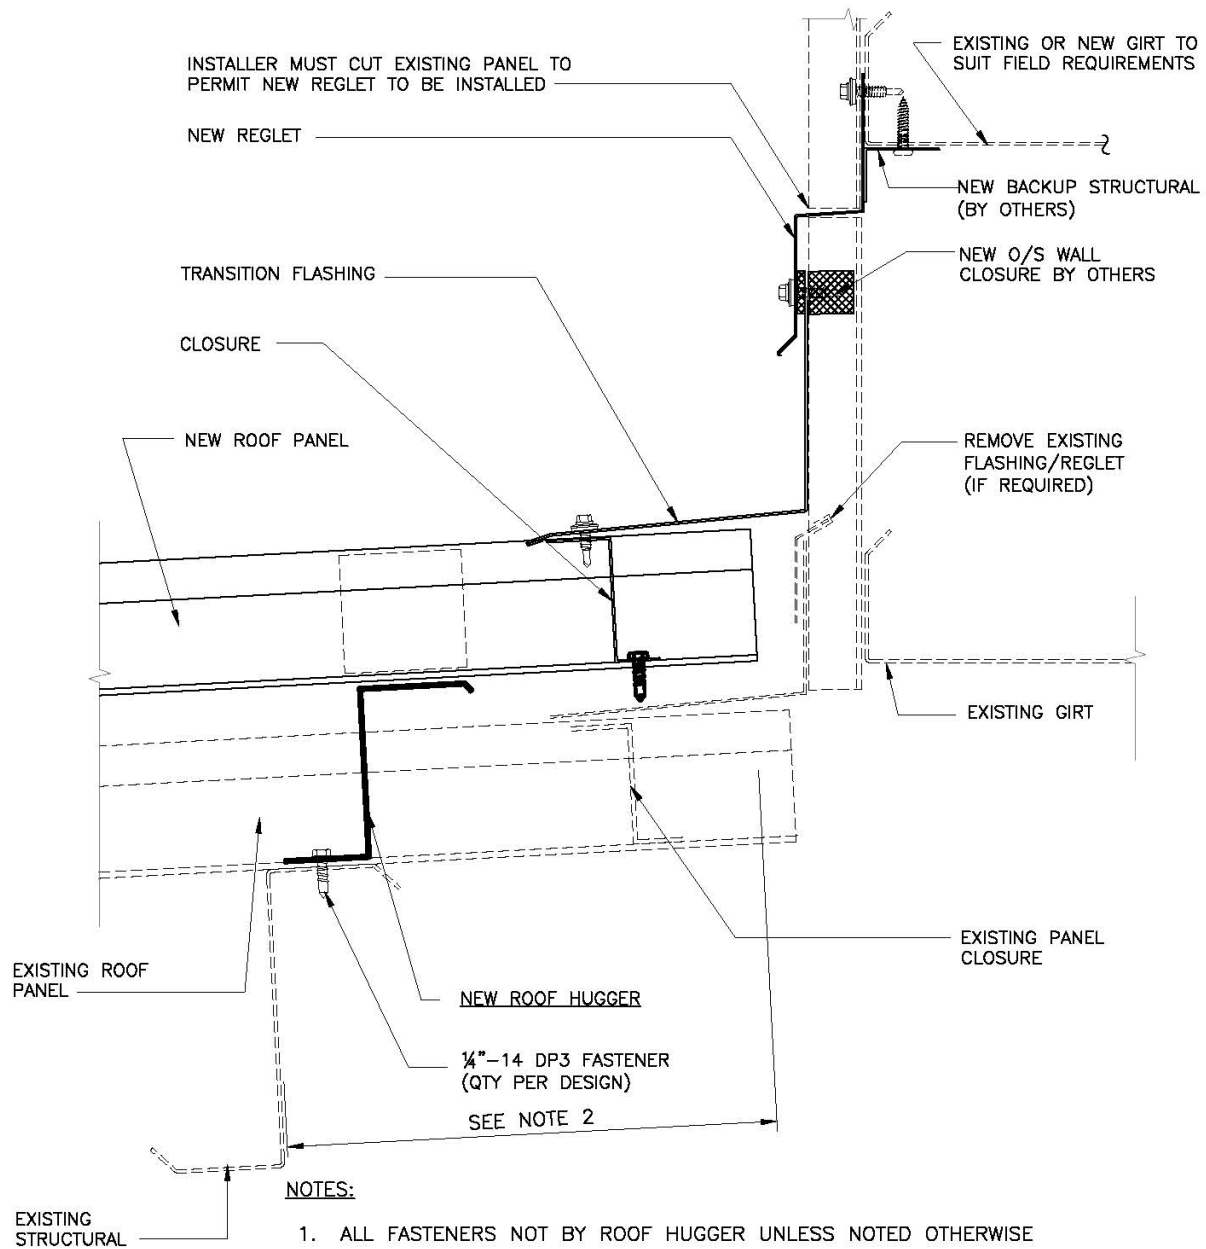 INSTALLER MUST CUT EXISTING PANEL TO
PERMIT NEW REGLET TO BE INSTALLED
EXISTING OR NEW GIRT TO
SUIT FIELD REQUIREMENTS
NEW REGLET
NEW BACKUP STRUCTURAL
(BY OTHERS)
NEW O/S WALL
CLOSURE BY OTHERS
TRANSITION FLASHING
CLOSURE
NEW ROOF PANEL
REMOVE EXISTING
FLASHING/REGLET
(IF REQUIRED)
EXISTING GIRT
EXISTING PANEL
CLOSURE
EXISTING ROOF
PANEL
NEW ROOF HUGGER
¼"-14 DP3 FASTENER
(QTY PER DESIGN)
SEE NOTE 2
NOTES:
EXISTING
STRUCTURAL
1. ALL FASTENERS NOT BY ROOF HUGGER UNLESS NOTED OTHERWISE